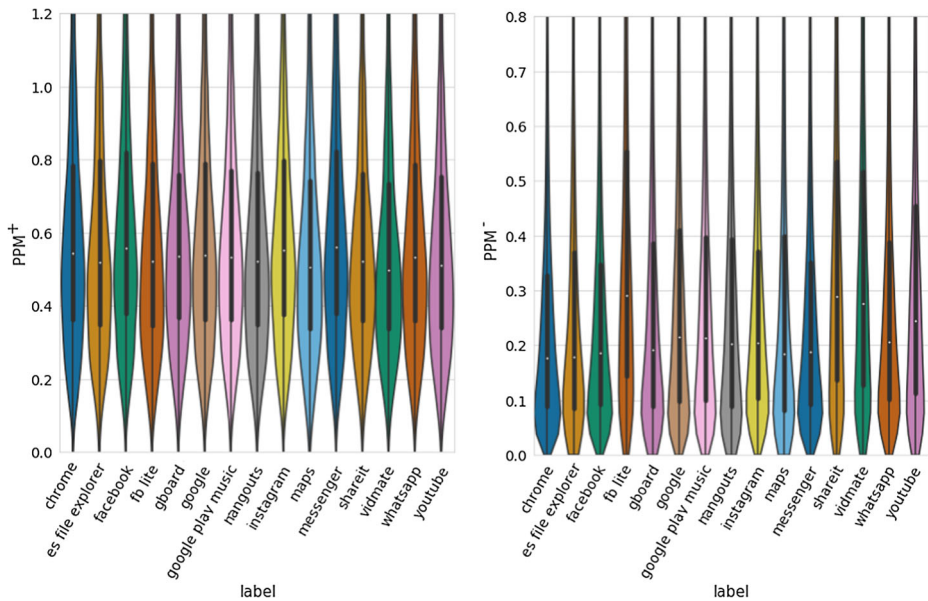 PPM+
1.2
1.0
0.8
0.6
0.4
0.2
0.0
chrome
es file explorer
facebook
fb lite
gboard
google
google play music
hangouts
instagram
maps
messenger
shareit
vidmate
whatsapp
youtube
label
PPM-
0.8
0.7
0.6
0.5
0.4
0.3
0.2
0.1
0.0
chrome
es file explorer
facebook
fb lite
gboard
google
google play music
hangouts
instagram
maps
messenger
shareit
vidmate
whatsapp
youtube
label